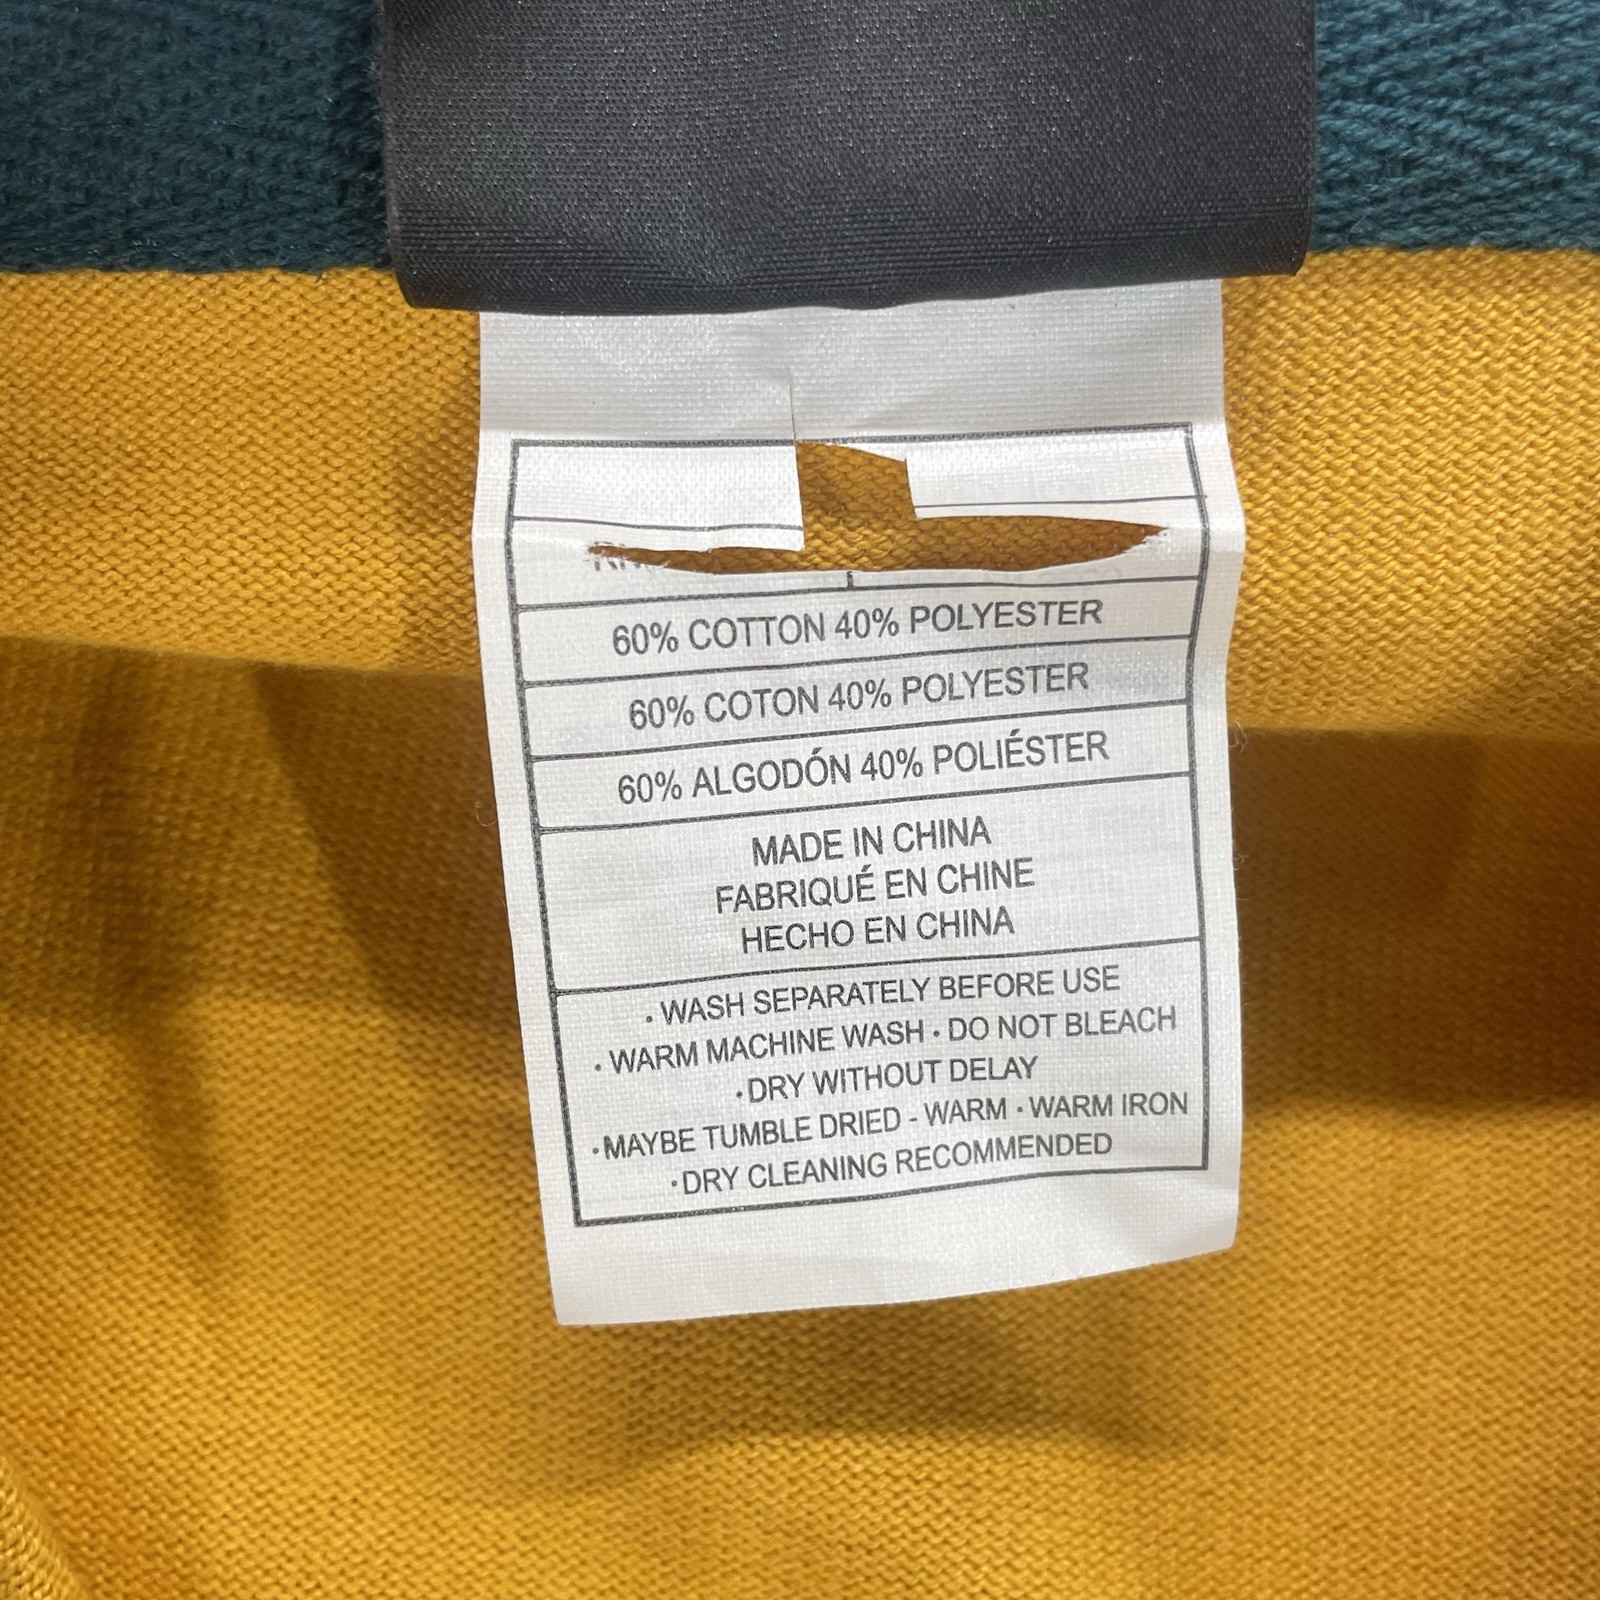 60% COTTON 40% POLYESTER
60% COTON 40% POLYESTER
60% ALGODÓN 40% POLIÉSTER
MADE IN CHINA
FABRIQUÉ EN CHINE
HECHO EN CHINA
· WASH SEPARATELY BEFORE USE
· WARM MACHINE WASH · DO NOT BLEACH
·DRY WITHOUT DELAY
·MAYBE TUMBLE DRIED - WARM · WARM IRON
·DRY CLEANING RECOMMENDED